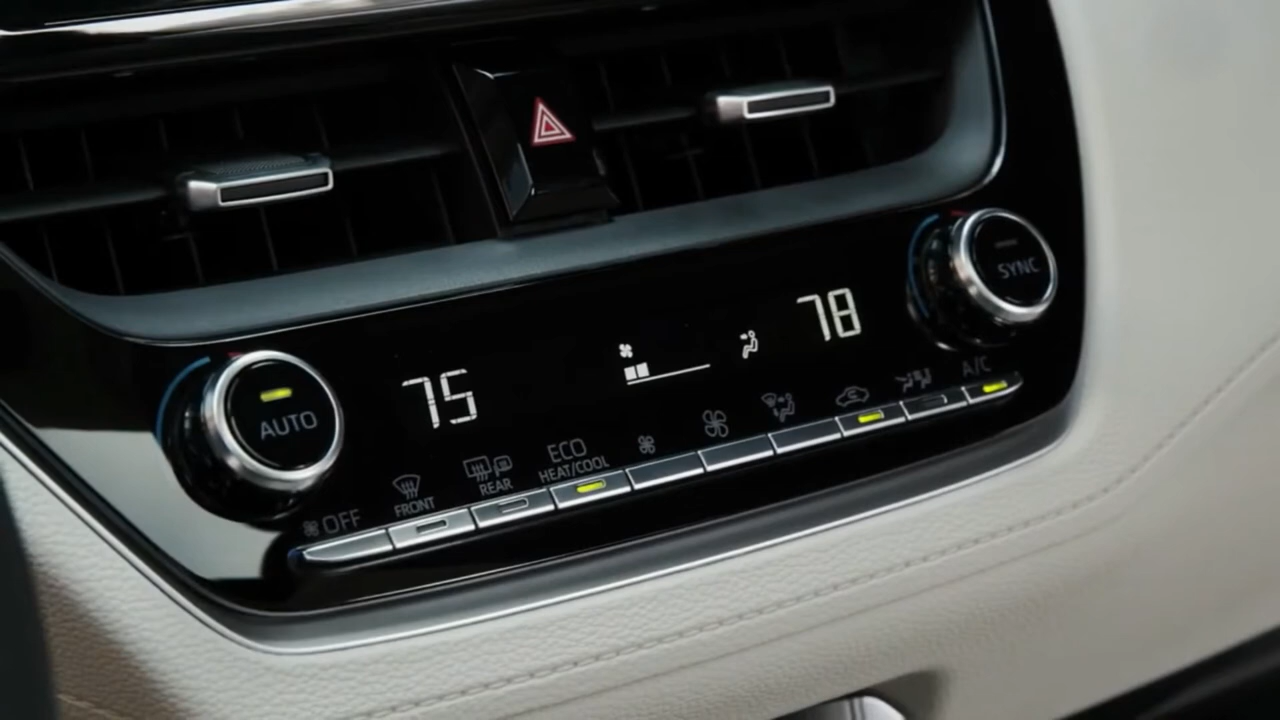 SYNC
78
75
AUTO
A/C
ECO
HEAT/COOL
REAR
FRONT
OFF